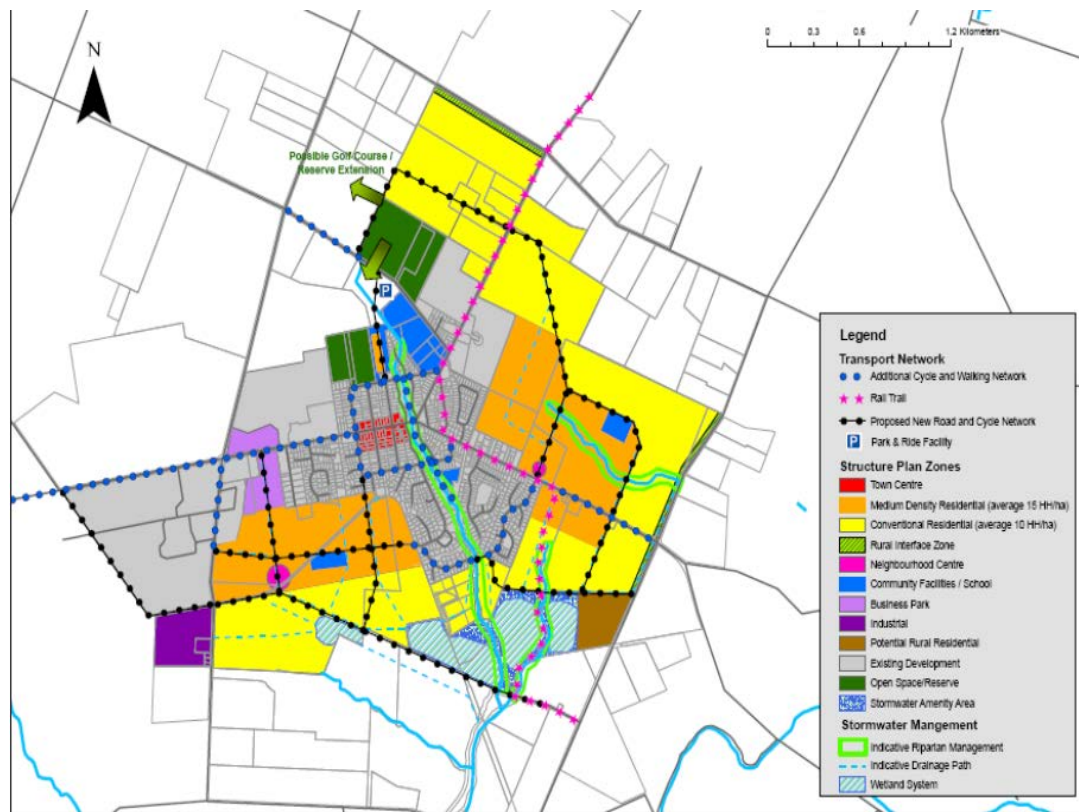 N
0 0.3 0.6 1.2 Kilometers
Possible Golf Course /
Reserve Extension
P
Legend
Transport Network
Additional Cycle and Walking Network
Rail Trail
Proposed New Road and Cycle Network
P Park & Ride Facility
Structure Plan Zones
Town Centre
Medium Density Residential (average 15 HH/ha)
Conventional Residential (average 10 HH/ha)
Rural Interface Zone
Neighbourhood Centre
Community Facilities / School
Business Park
Industrial
Potential Rural Residential
Existing Development
Open Space/Reserve
Stormwater Amenity Area
Stormwater Mangement
Indicative Riparian Management
Indicative Drainage Path
Wetland System